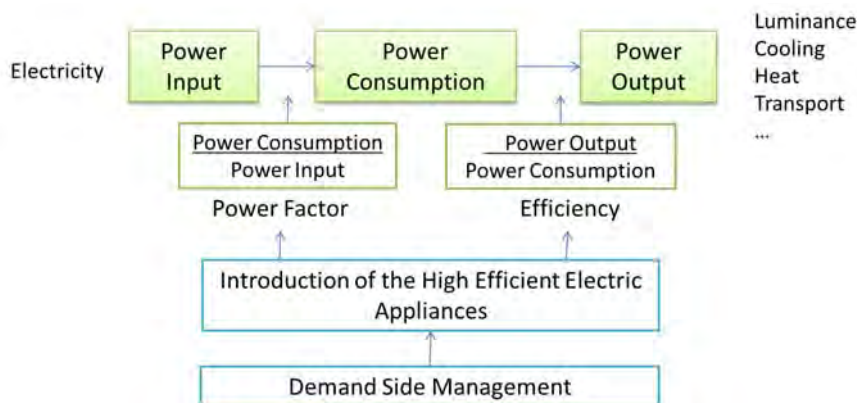 Electricity
Power
Input
Power
Consumption
Power
Output
Luminance
Cooling
Heat
Transport
...
Power Consumption
Power Input
Power Factor
Power Output
Power Consumption
Efficiency
Introduction of the High Efficient Electric
Appliances
Demand Side Management